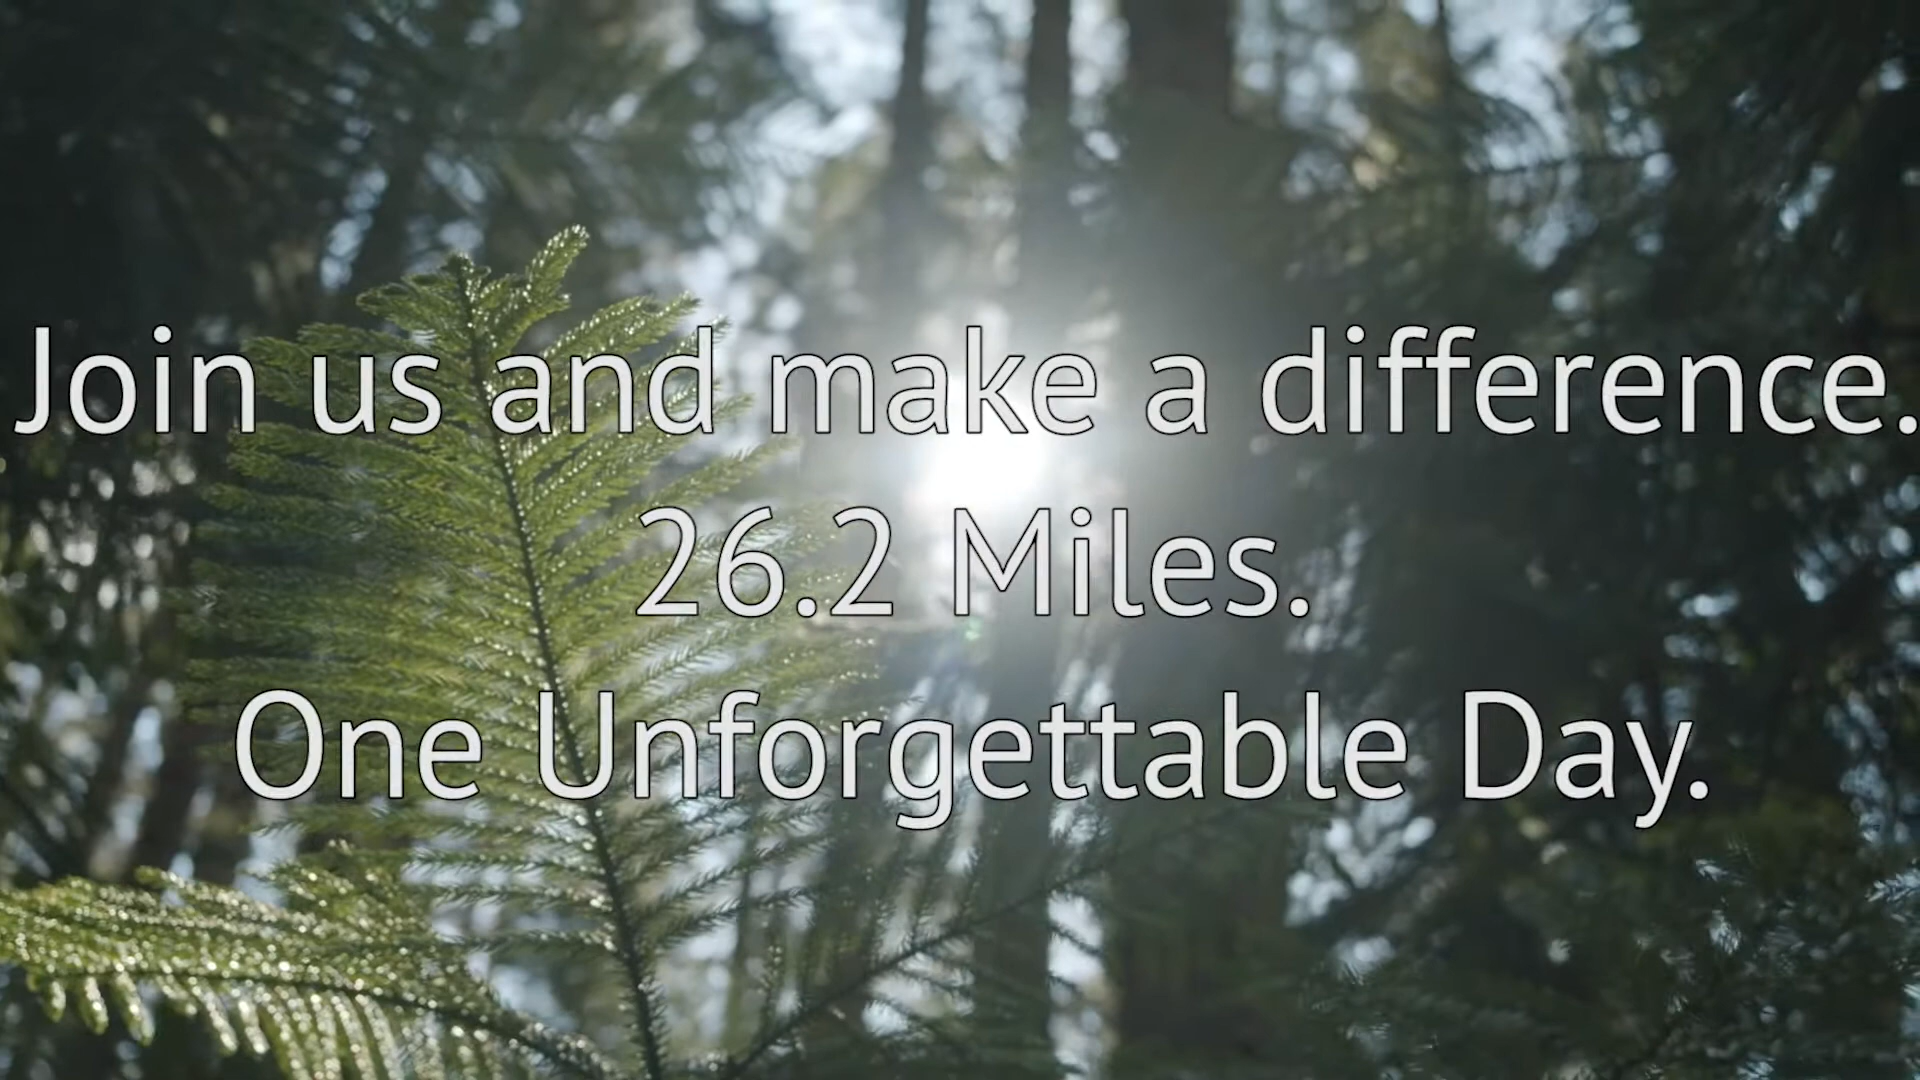 Join us and make a difference.
26.2 Miles.
One Unforgettable Day.